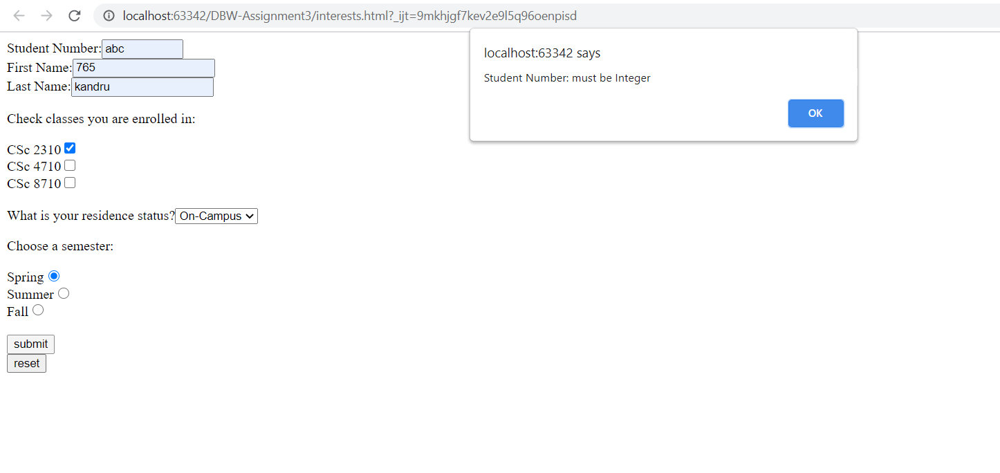 localhost:63342/DBW-Assignment3/interests.html?_ijt=9mkhjgf7kev2e9l5q96oenpisd
localhost:63342 says
Student Number: must be Integer
OK
Student Number: abc
First Name: 765
Last Name: kandru
Check classes you are enrolled in:
CSc 2310
CSc 4710
CSc 8710
What is your residence status? On-Campus
Choose a semester:
Spring
Summer
Fall
submit
reset